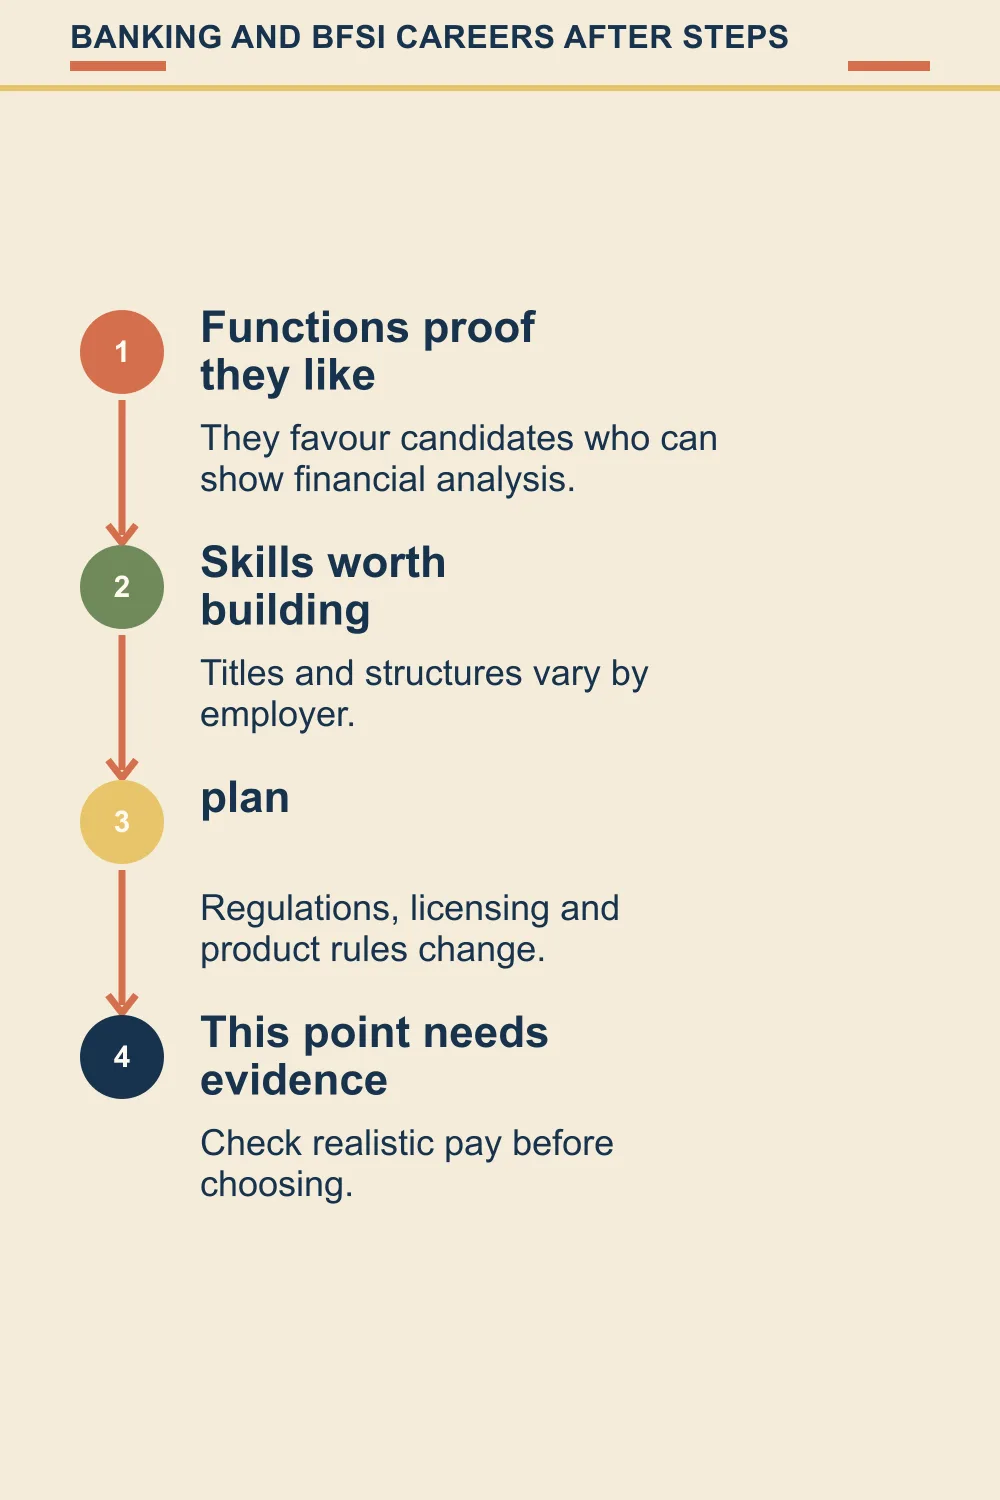 BANKING AND BFSI CAREERS AFTER STEPS
1
Functions proof
they like
They favour candidates who can
show financial analysis.
2
Skills worth
building
Titles and structures vary by
employer.
3
plan
Regulations, licensing and
product rules change.
4
This point needs
evidence
Check realistic pay before
choosing.